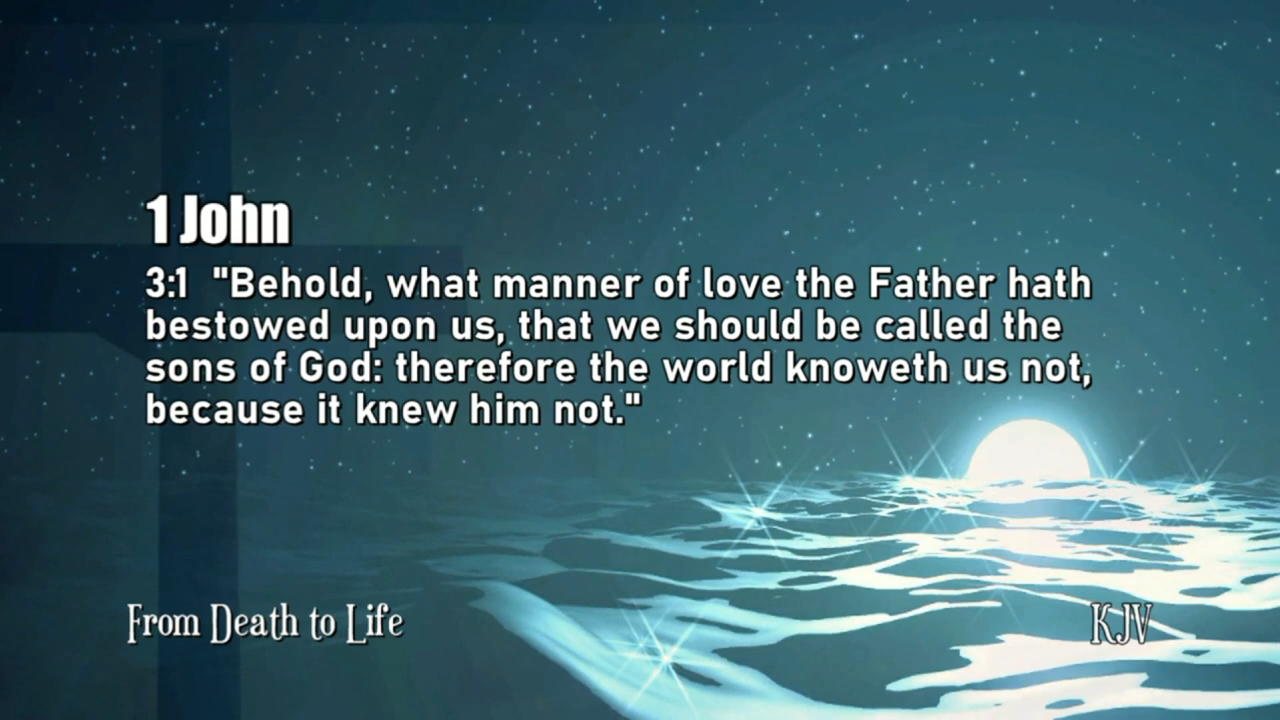 1 John
3:1 "Behold, what manner of love the Father hath
bestowed upon us, that we should be called the
sons of God: therefore the world knoweth us not,
because it knew him not."
From Death to Life
KJV